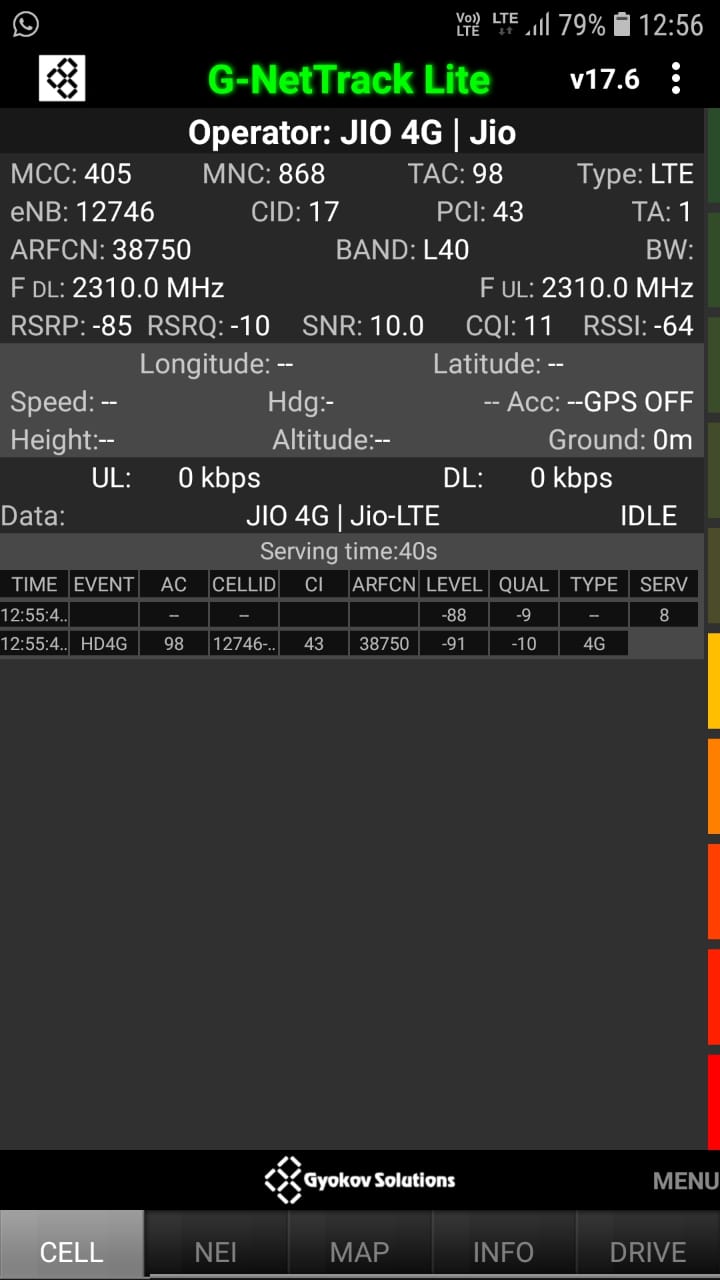 Vo)) LTE LTE 79% 12:56
G-NetTrack Lite v17.6
Operator: JIO 4G | Jio
MCC: 405 MNC: 868 TAC: 98 Type: LTE
eNB: 12746 CID: 17 PCI: 43 TA: 1
ARFCN: 38750 BAND: L40 BW:
F DL: 2310.0 MHz F UL: 2310.0 MHz
RSRP: -85 RSRQ: -10 SNR: 10.0 CQI: 11 RSSI: -64
Longitude: -- Latitude: --
Speed: -- Hdg:- -- Acc: --GPS OFF
Height:-- Altitude:-- Ground: 0m
UL: 0 kbps DL: 0 kbps
Data: JIO 4G | Jio-LTE IDLE
Serving time:40s
TIME EVENT AC CELLID CI ARFCN LEVEL QUAL TYPE SERV
12:55:4.. -- -- -88 -9 -- 8
12:55:4.. HD4G 98 12746-.. 43 38750 -91 -10 4G
Gyokov Solutions MENU
CELL NEI MAP INFO DRIVE